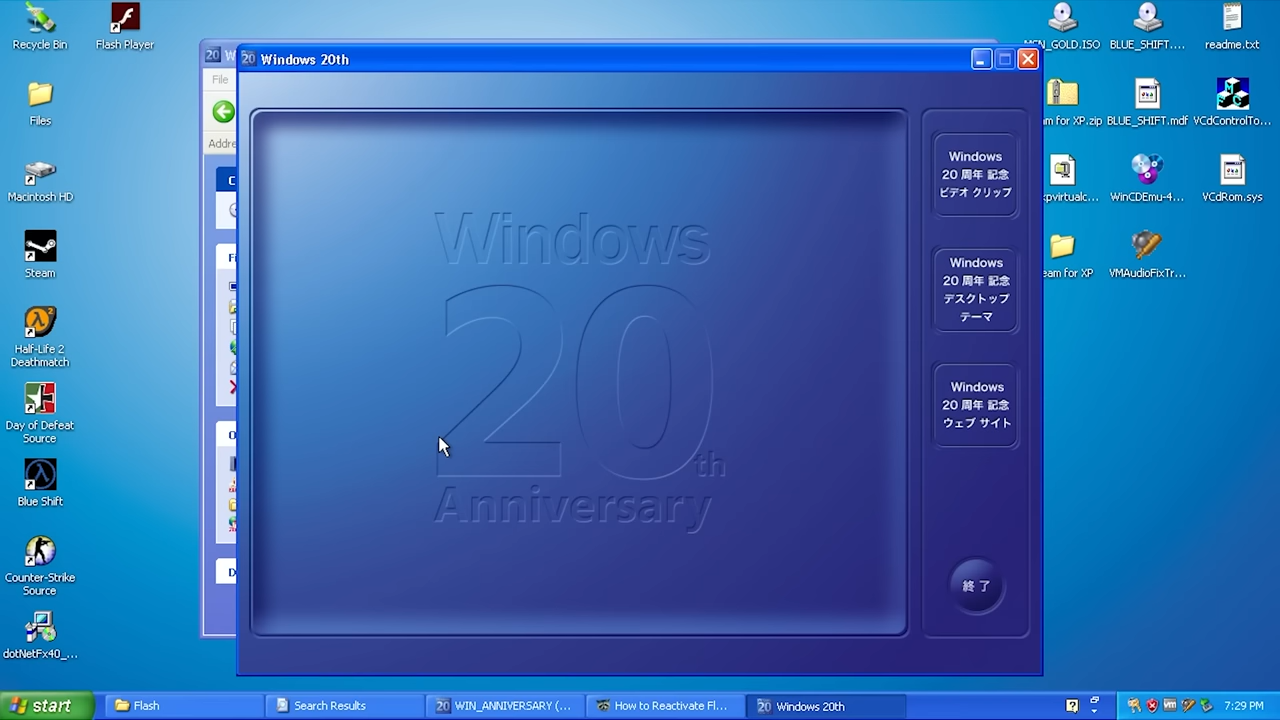 Recycle Bin
Flash Player
Files
Macintosh HD
Steam
Half-Life 2
Deathmatch
Day of Defeat
Source
Blue Shift
Counter-Strike
Source
dotNetFx40_...
20 W
File
Addre
20 Windows 20th
Windows
20
th
Anniversary
Windows
20 周年 記念
ビデオ クリップ
Windows
20 周年 記念
デスクトップ
テーマ
Windows
20 周年 記念
ウェブ サイト
終了
MSN_GOLD.ISO
BLUE_SHIFT....
readme.txt
am for XP.zip
BLUE_SHIFT.mdf
VCdControlTo...
xpvirtualc...
WinCDEmu-4...
VCdRom.sys
eam for XP
VMAudioFixTr...
start
Flash
Search Results
20 WIN_ANNIVERSARY (...
How to Reactivate Fl...
20 Windows 20th
7:29 PM